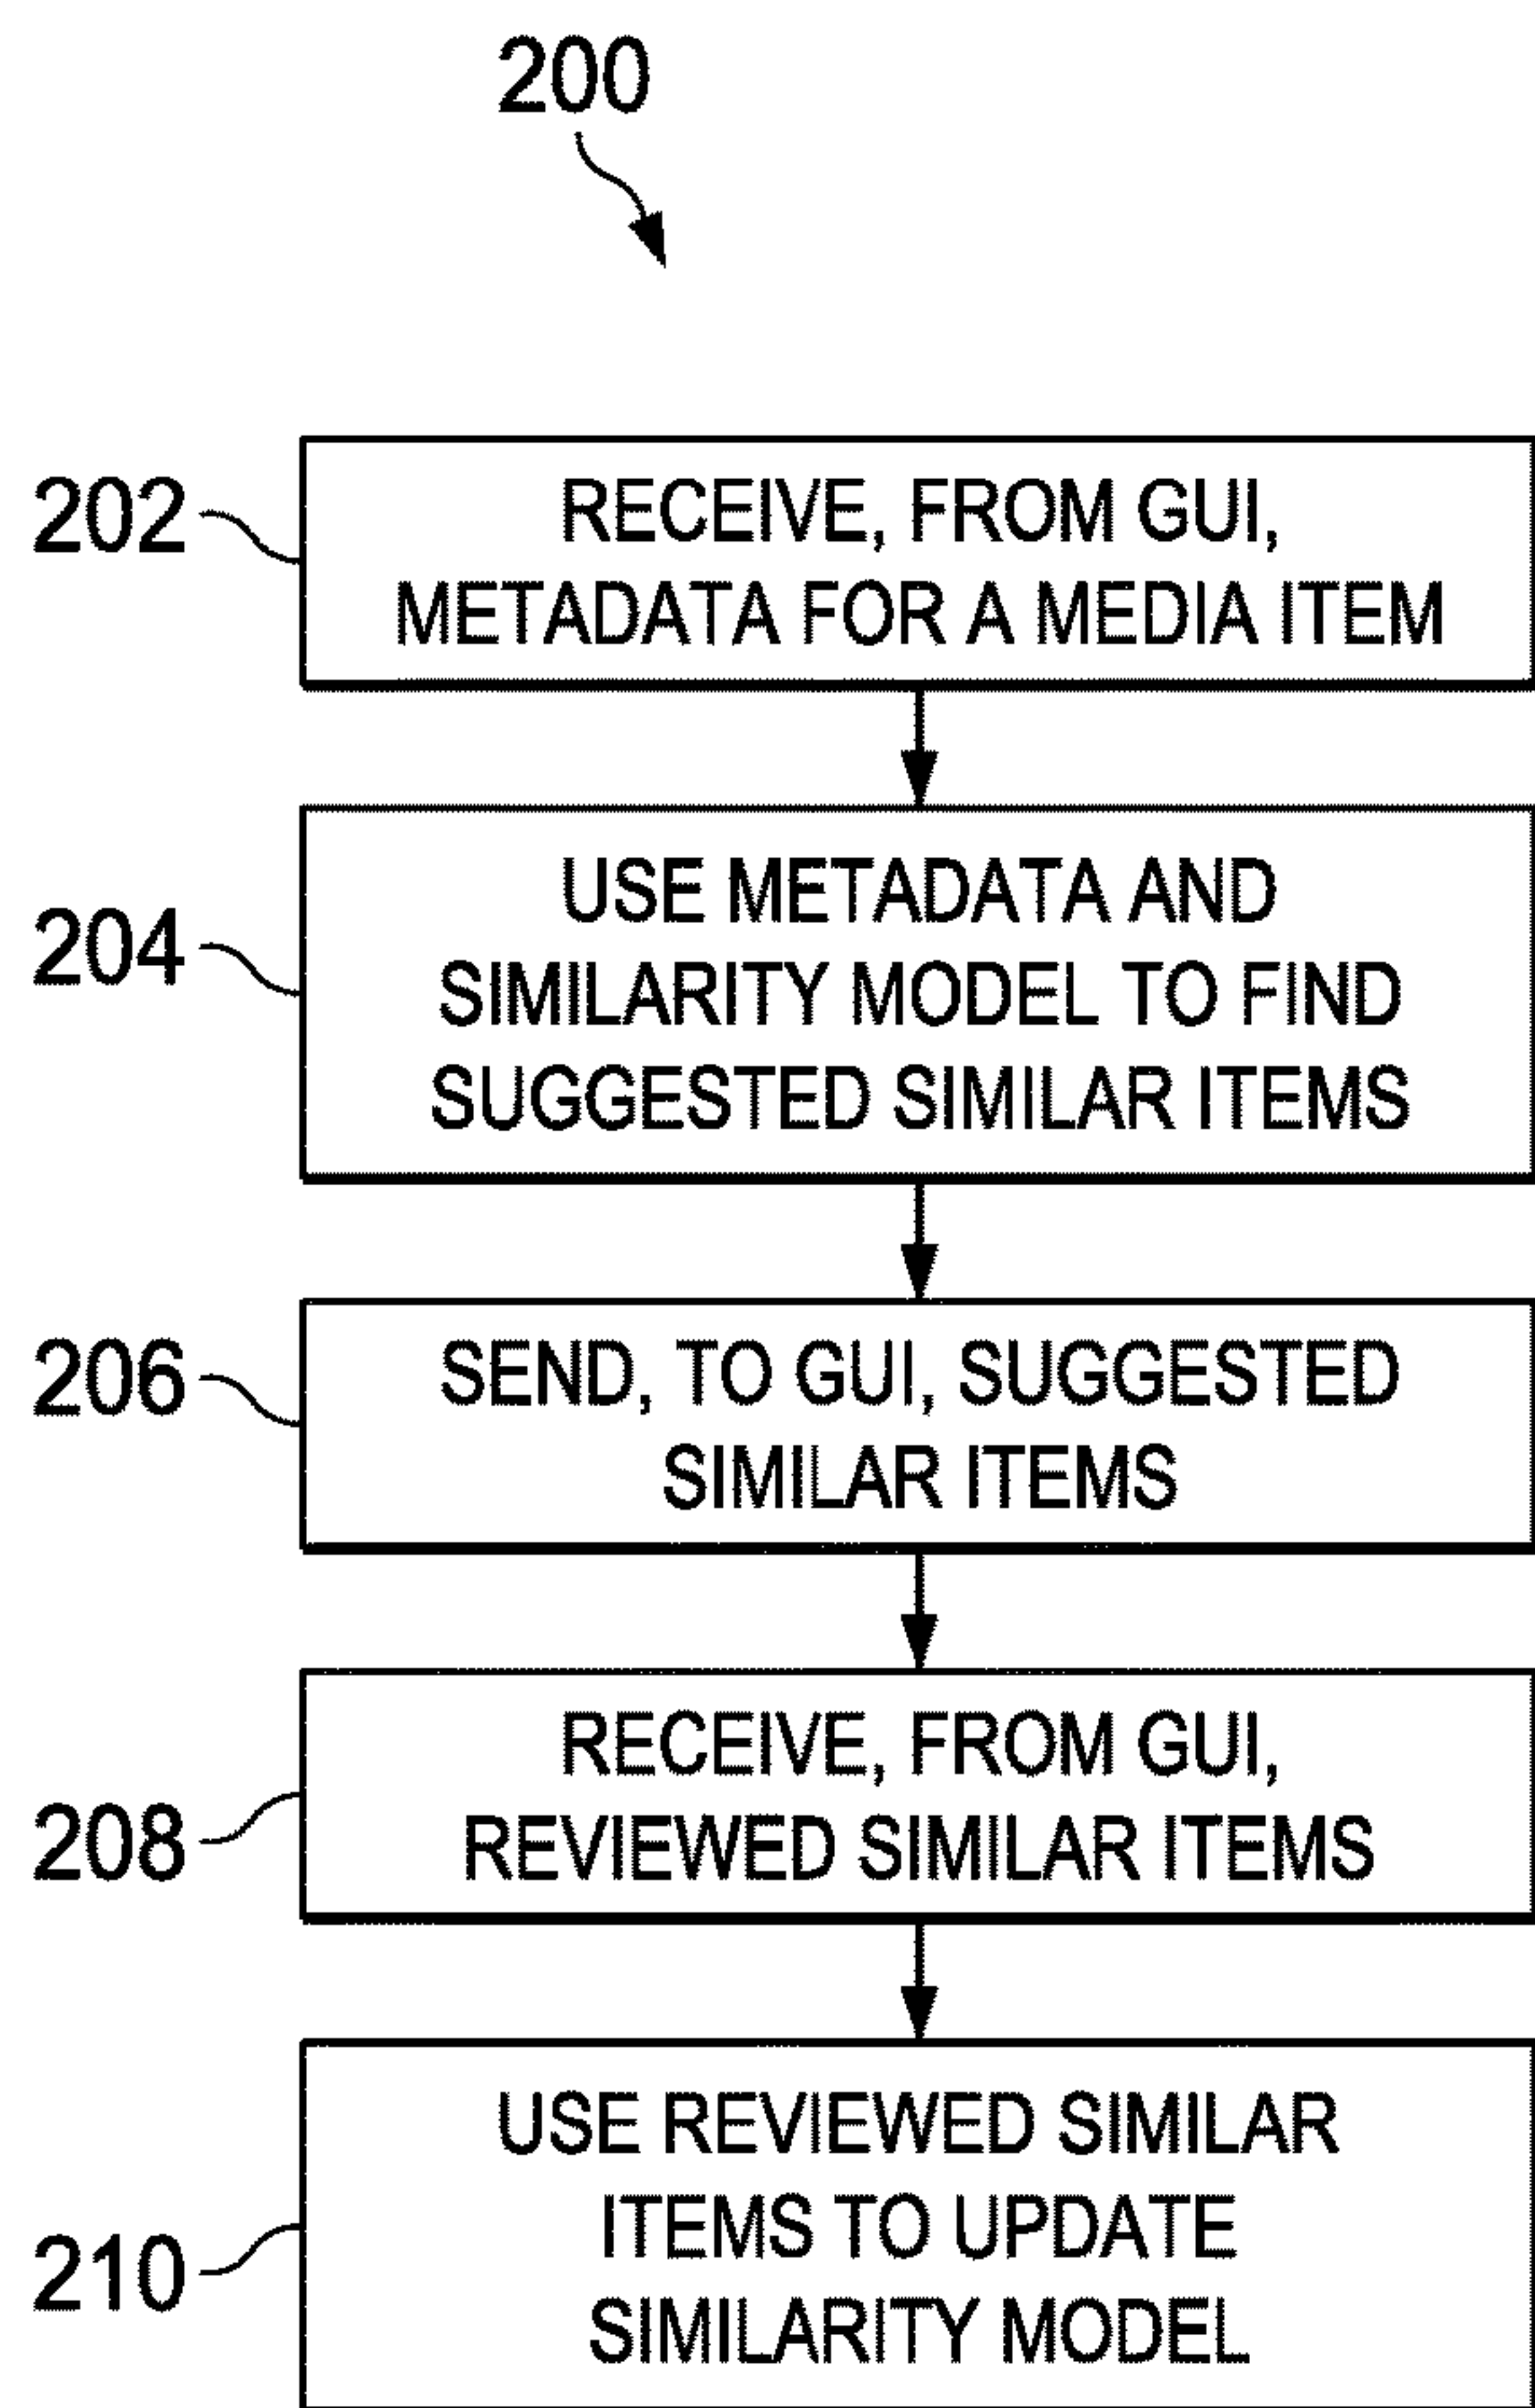 200
202
RECEIVE, FROM GUI,
METADATA FOR A MEDIA ITEM
204
USE METADATA AND
SIMILARITY MODEL TO FIND
SUGGESTED SIMILAR ITEMS
206
SEND, TO GUI, SUGGESTED
SIMILAR ITEMS
208
RECEIVE, FROM GUI,
REVIEWED SIMILAR ITEMS
210
USE REVIEWED SIMILAR
ITEMS TO UPDATE
SIMILARITY MODEL